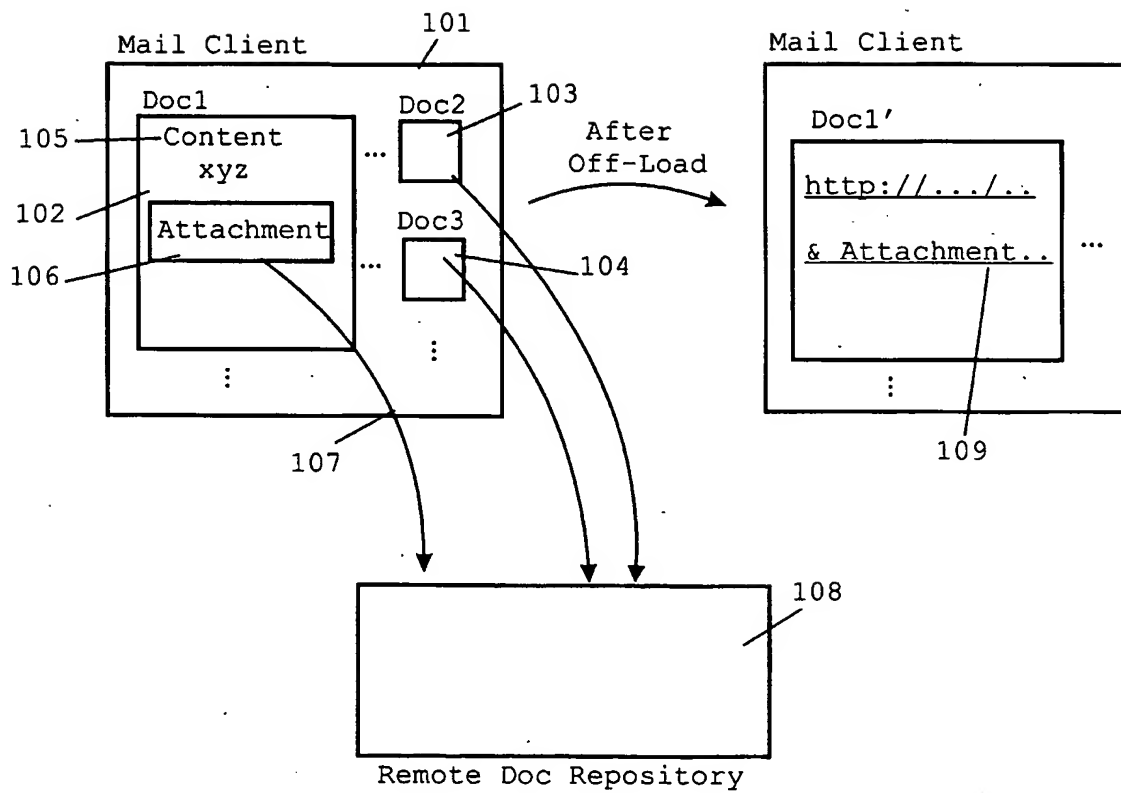 101
Mail Client
Mail Client
Doc1
Doc2
103
105
Content
xyz
...
After
Off-Load
Doc1'
http://.../..
102
Attachment
Doc3
& Attachment..
...
106
...
104
...
...
...
107
109
108
Remote Doc Repository